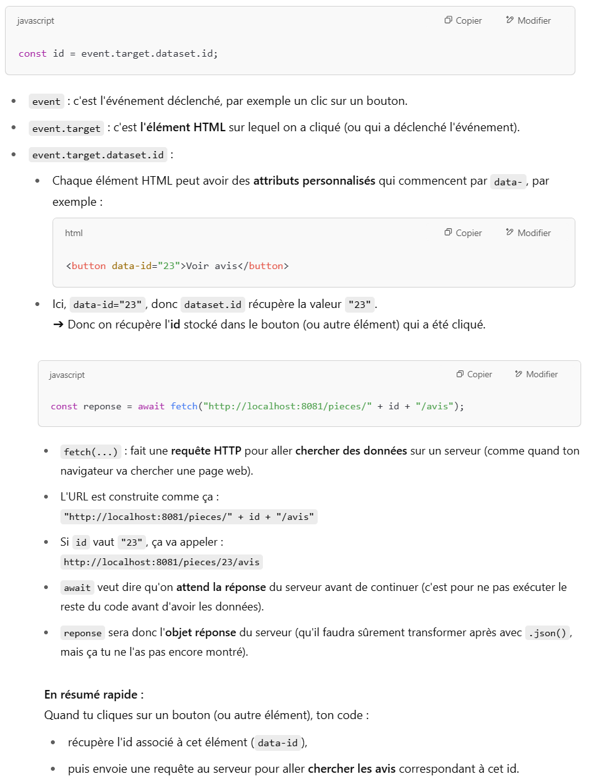 javascript Copier Modifier
const id = event.target.dataset.id;
event : c'est l'événement déclenché, par exemple un clic sur un bouton.
event.target : c'est l'élément HTML sur lequel on a cliqué (ou qui a déclenché l'événement).
event.target.dataset.id :
Chaque élément HTML peut avoir des attributs personnalisés qui commencent par data-, par
exemple :
html Copier Modifier
<button data-id="23">Voir avis</button>
Ici, data-id="23", donc dataset.id récupère la valeur "23".
➔ Donc on récupère l'id stocké dans le bouton (ou autre élément) qui a été cliqué.
javascript Copier Modifier
const reponse = await fetch("http://localhost:8081/pieces/" + id + "/avis");
fetch(...) : fait une requête HTTP pour aller chercher des données sur un serveur (comme quand ton
navigateur va chercher une page web).
L'URL est construite comme ça :
"http://localhost:8081/pieces/" + id + "/avis"
Si id vaut "23", ça va appeler :
http://localhost:8081/pieces/23/avis
await veut dire qu'on attend la réponse du serveur avant de continuer (c'est pour ne pas exécuter le
reste du code avant d'avoir les données).
reponse sera donc l'objet réponse du serveur (qu'il faudra sûrement transformer après avec .json(),
mais ça tu ne l'as pas encore montré).
En résumé rapide :
Quand tu cliques sur un bouton (ou autre élément), ton code :
récupère l'id associé à cet élément (data-id),
puis envoie une requête au serveur pour aller chercher les avis correspondant à cet id.